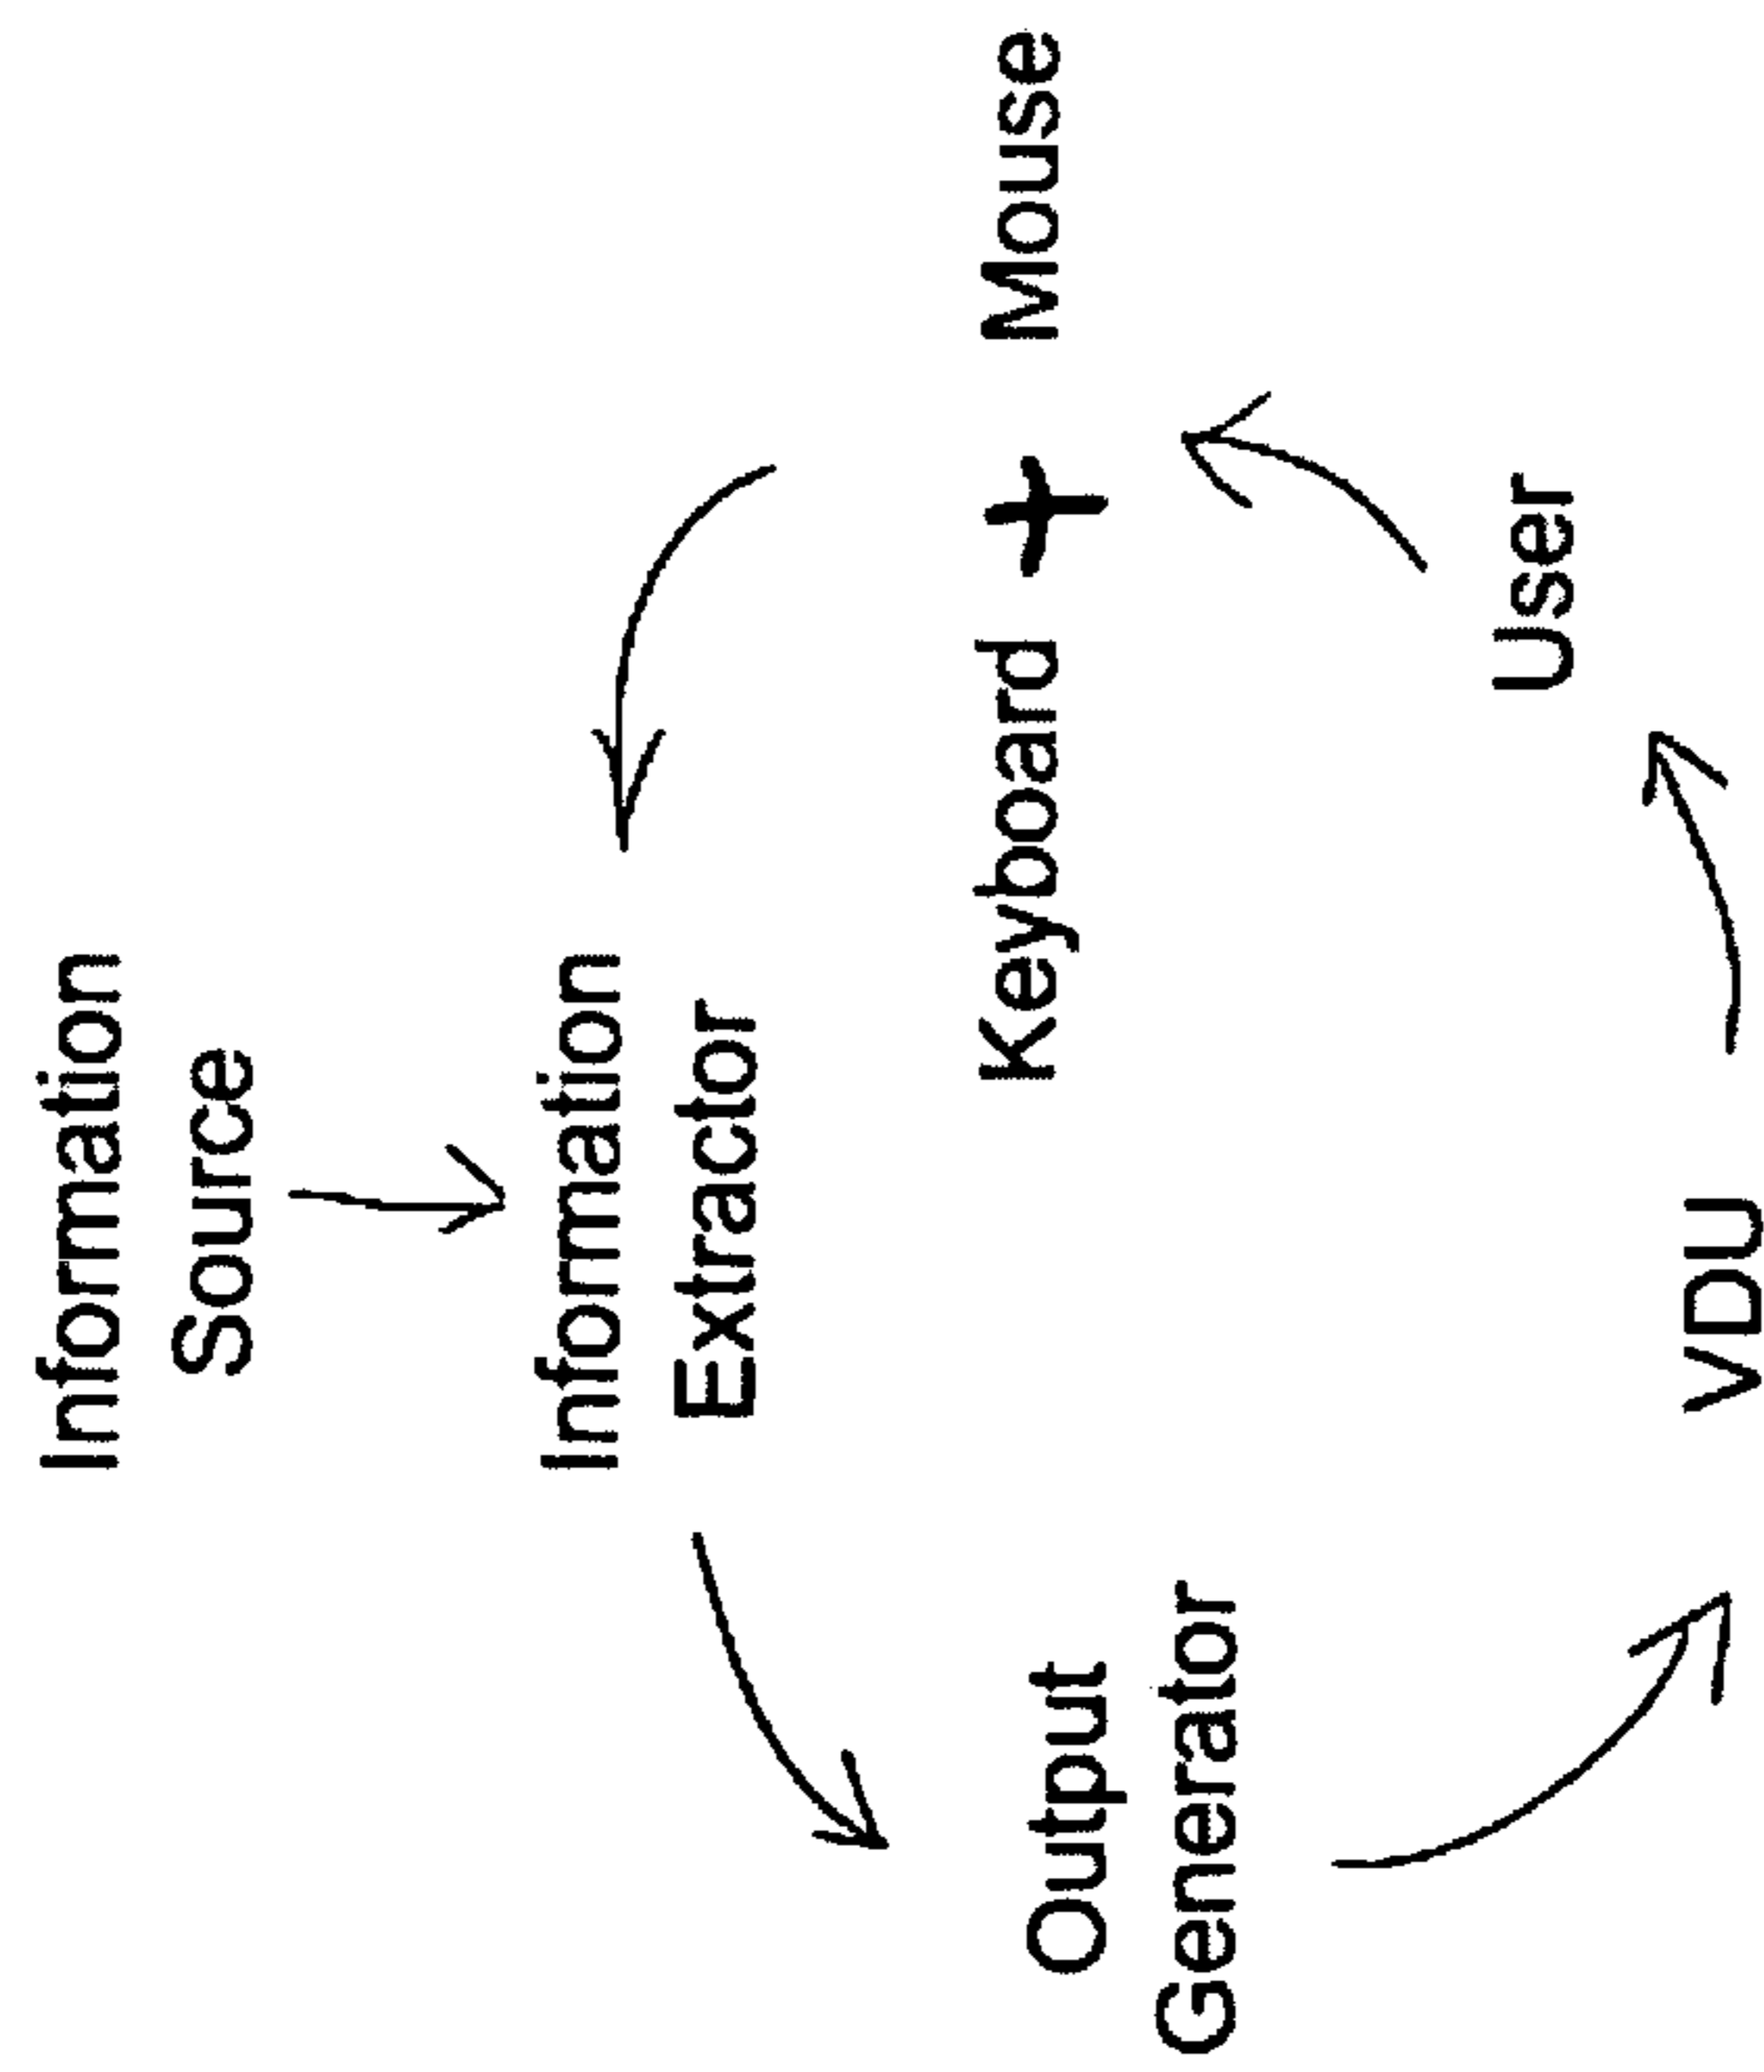 Information
Source
Information
Extractor
Keyboard + Mouse
Output
Generator
User
VDU